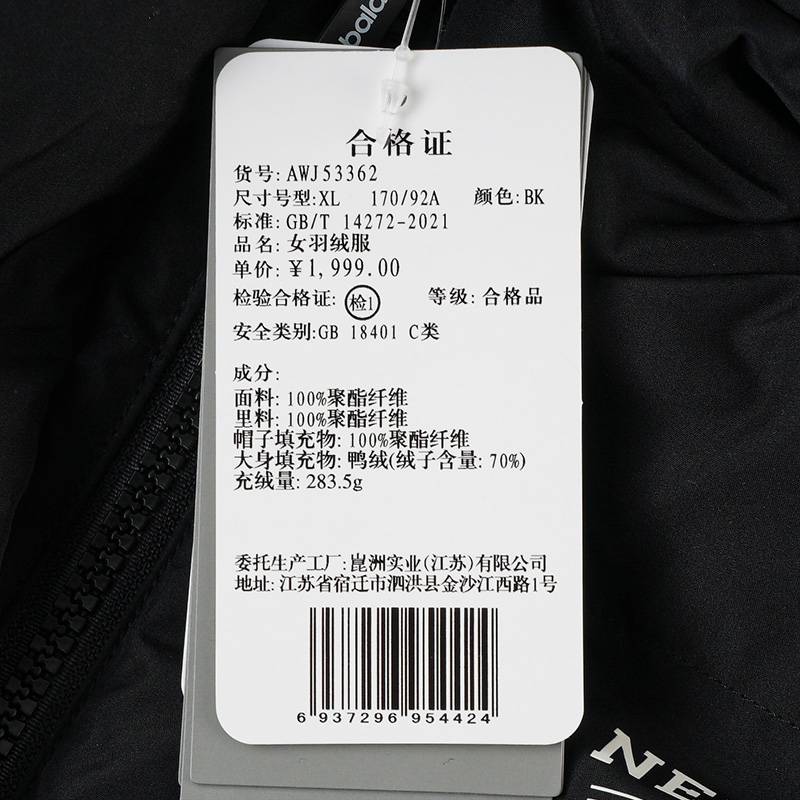 balan
合格证
货号: AWJ53362
尺寸号型:XL 170/92A 颜色:BK
标准: GB/T 14272-2021
品名: 女羽绒服
单价: ¥1,999.00
检验合格证: 检1 等级: 合格品
安全类别:GB 18401 C类
成分:
面料: 100%聚酯纤维
里料: 100%聚酯纤维
帽子填充物: 100%聚酯纤维
大身填充物: 鸭绒(绒子含量: 70%)
充绒量: 283.5g
委托生产工厂: 崑洲实业(江苏)有限公司
地址: 江苏省宿迁市泗洪县金沙江西路1号
6 937296 954424
NE